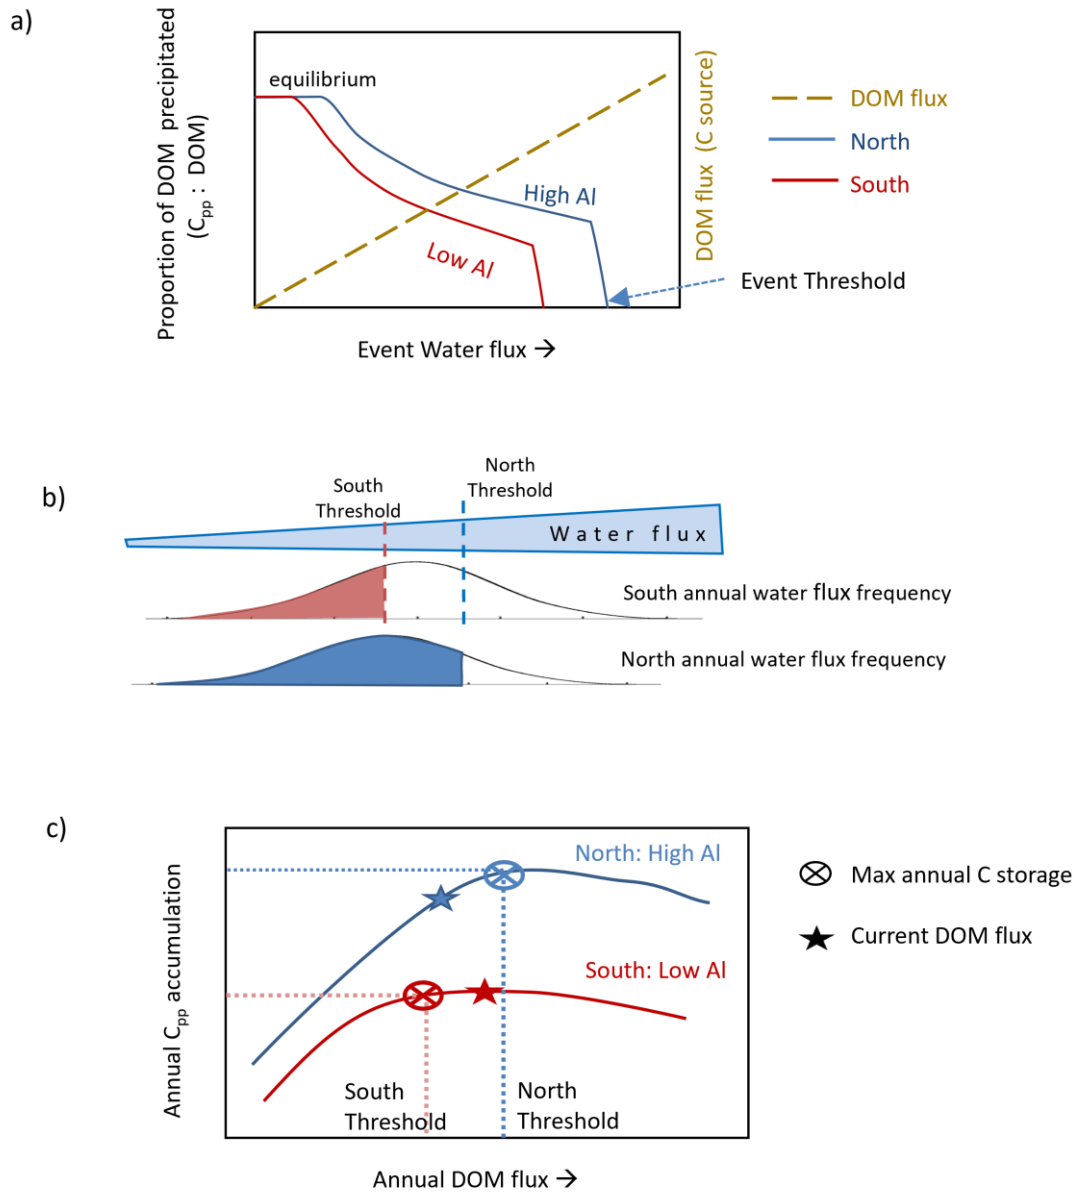 a)
Proportion of DOM precipitated
(Cpp : DOM)
equilibrium
High Al
Low Al
DOM flux (C source)
DOM flux
North
South
Event Threshold
Event Water flux →
b)
South
Threshold
North
Threshold
Water flux
South annual water flux frequency
North annual water flux frequency
c)
Annual Cpp accumulation
North: High Al
South: Low Al
South
Threshold
North
Threshold
Max annual C storage
Current DOM flux
Annual DOM flux →